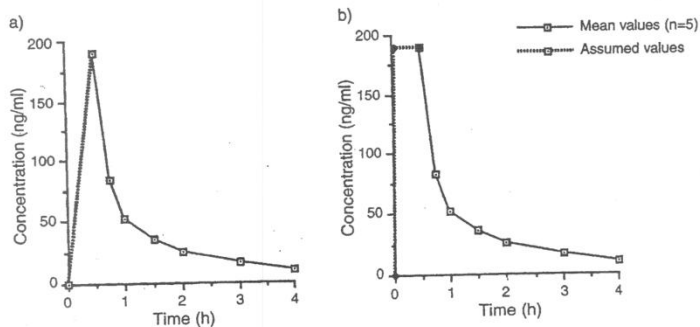 a)
200
150
100
50
0
Concentration (ng/ml)
0 1 2 3 4
Time (h)
b)
200
150
100
50
0
Concentration (ng/ml)
0 1 2 3 4
Time (h)
Mean values (n=5)
Assumed values